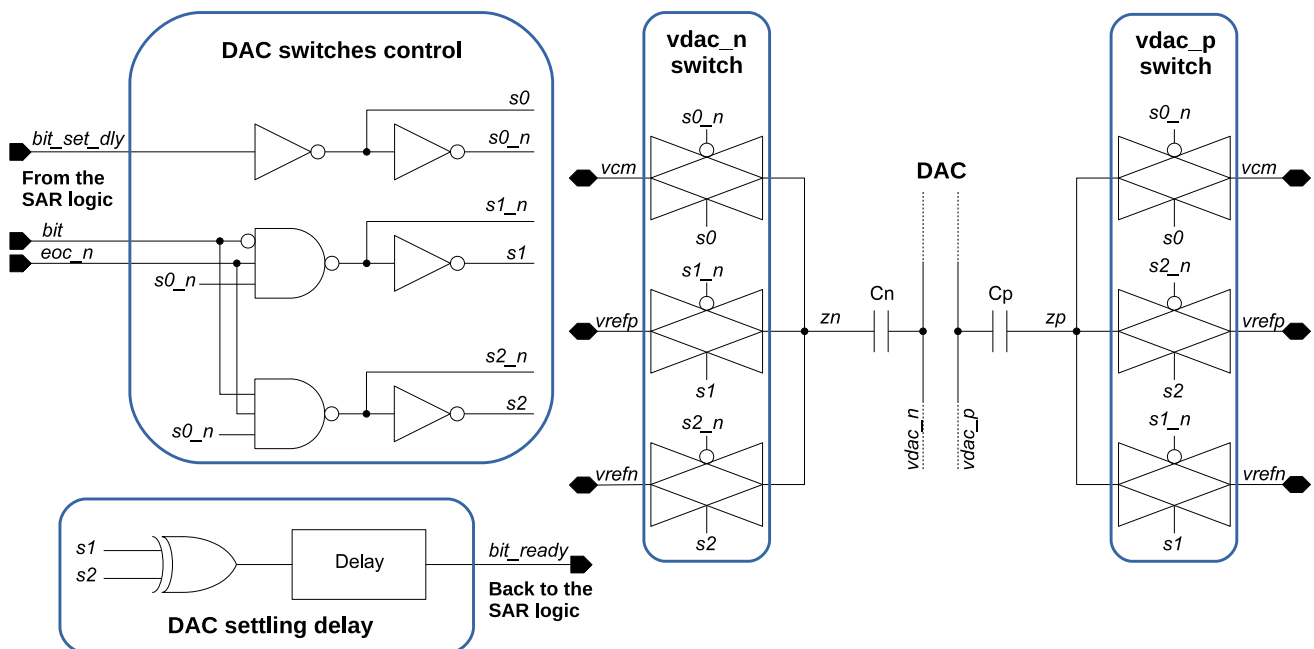 DAC switches control
bit_set_dly
From the
SAR logic
bit
eoc_n
s0_n
s0_n
s0
s0_n
s1_n
s1
s2_n
s2
s1
s2
Delay
bit_ready
Back to the
SAR logic
DAC settling delay
vdac_n
switch
s0_n
vcm
s0
s1_n
vrefp
s1
s2_n
vrefn
s2
zn
Cn
DAC
vdac_n
vdac_p
Cp
zp
vdac_p
switch
s0_n
vcm
s0
s2_n
vrefp
s2
s1_n
vrefn
s1